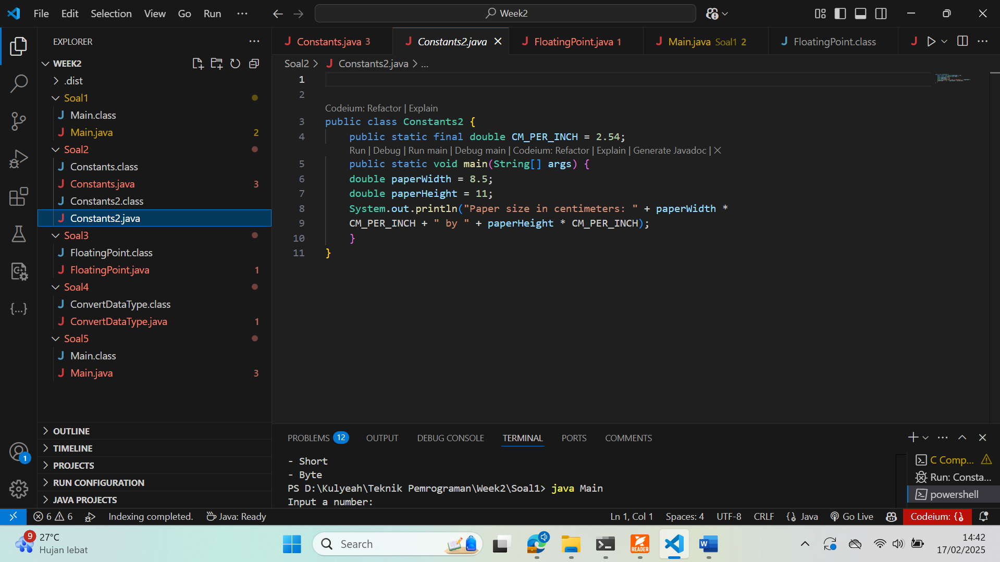 File Edit Selection View Go Run ...
Week2
EXPLORER
WEEK2
.dist
Soal1
Main.class
Main.java 2
Soal2
Constants.class
Constants.java 3
Constants2.class
Constants2.java
Soal3
FloatingPoint.class
FloatingPoint.java 1
Soal4
ConvertDataType.class
ConvertDataType.java 1
Soal5
Main.class
Main.java 3
OUTLINE
TIMELINE
PROJECTS
RUN CONFIGURATION
JAVA PROJECTS
Constants.java 3 Constants2.java FloatingPoint.java 1 Main.java Soal1 2 FloatingPoint.class
Soal2 > Constants2.java > ...
1
2
Codeium: Refactor | Explain
3 public class Constants2 {
4 public static final double CM_PER_INCH = 2.54;
Run | Debug | Run main | Debug main | Codeium: Refactor | Explain | Generate Javadoc | X
5 public static void main(String[] args) {
6 double paperWidth = 8.5;
7 double paperHeight = 11;
8 System.out.println("Paper size in centimeters: " + paperWidth *
9 CM_PER_INCH + " by " + paperHeight * CM_PER_INCH);
10 }
11 }
PROBLEMS 12 OUTPUT DEBUG CONSOLE TERMINAL PORTS COMMENTS
- Short
- Byte
PS D:\Kulyeah\Teknik Pemrograman\Week2\Soal1> java Main
Input a number:
C Comp...
Run: Consta...
powershell
1
6 6 Indexing completed. Java: Ready
Ln 1, Col 1 Spaces: 4 UTF-8 CRLF {} Java Go Live Codeium: {}
9
27°C
Hujan lebat
Search
READER
14:42
17/02/2025